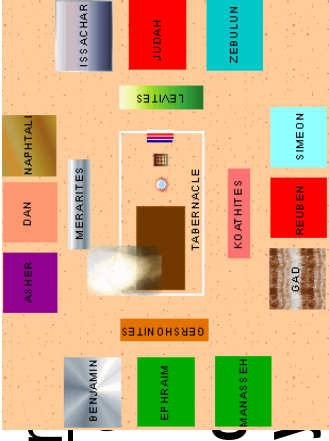 ISSACHAR
JUDAH
ZEBULUN
LEVITES
NAPHTALI
SIMEON
MERARITES
TABERNACLE
KOATHITES
DAN
REUBEN
ASHER
GAD
GERSHONITES
BENJAMIN
EPHRAIM
MANASSEH